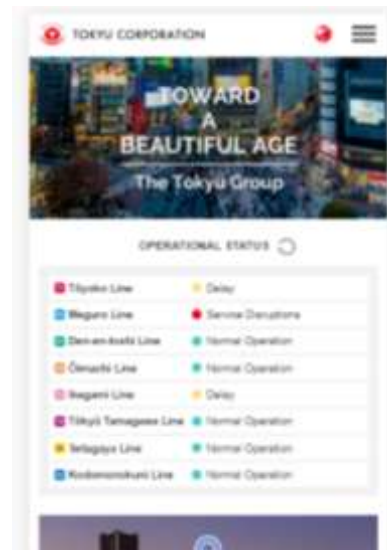 TOKYU CORPORATION
TOWARD
A
BEAUTIFUL AGE
The Tokyu Group
OPERATIONAL STATUS
Tōyoko Line Delay
Meguro Line Service Disruptions
Den-en-toshi Line Normal Operation
Ōimachi Line Normal Operation
Ikegami Line Delay
Tōkyū Tamagawa Line Normal Operation
Setagaya Line Normal Operation
Kodomonokuni Line Normal Operation